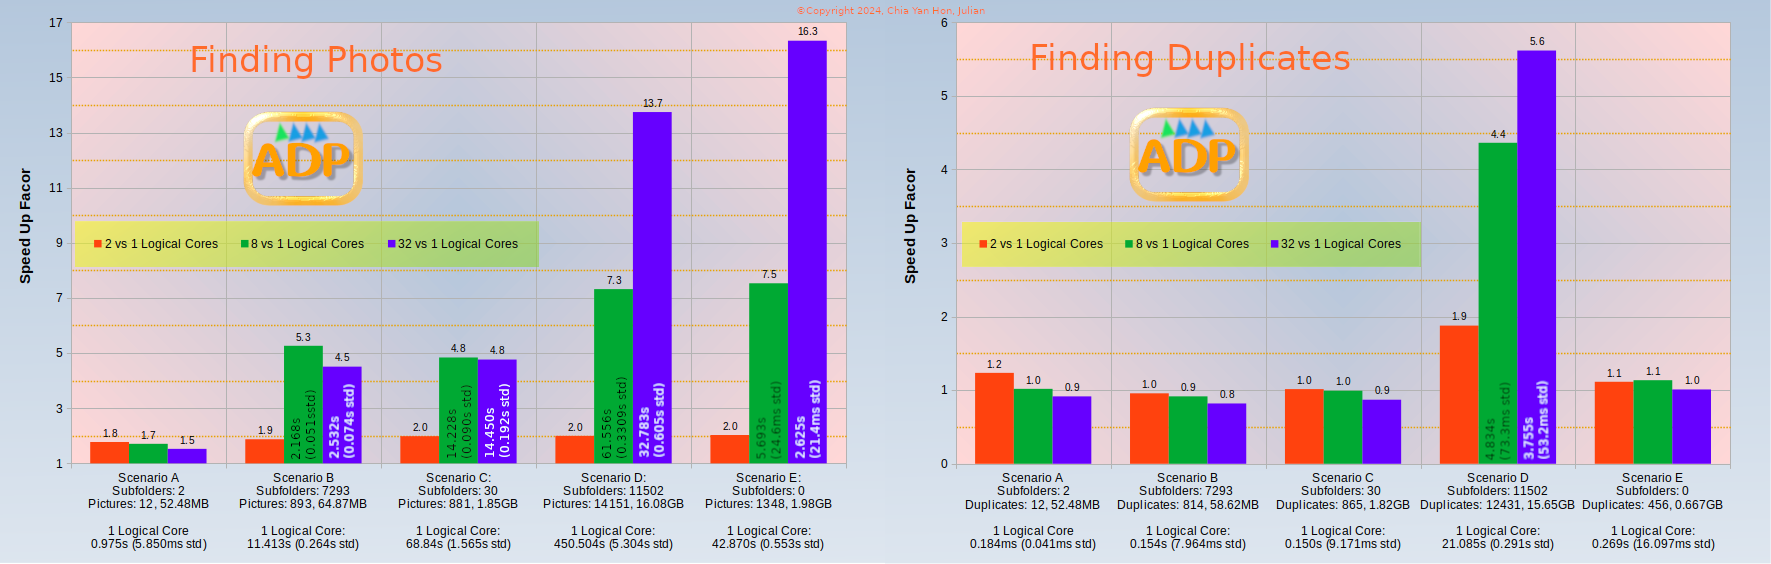 ©Copyright 2024, Chia Yan Hon, Julian
Finding Photos
ADP
Speed Up Facor
17
15
13
11
9
7
5
3
1
2 vs 1 Logical Cores
8 vs 1 Logical Cores
32 vs 1 Logical Cores
1.8
1.7
1.5
1.9
5.3
4.5
2.0
4.8
4.8
2.0
7.3
13.7
2.0
7.5
16.3
2.168s
(0.051sstd)
2.532s
(0.074s std)
14.228s
(0.090s std)
14.450s
(0.192s std)
61.556s
(0.3309s std)
32.783s
(0.605s std)
5.693s
(24.6ms std)
2.625s
(21.4ms std)
Scenario A
Subfolders: 2
Pictures: 12, 52.48MB
1 Logical Core
0.975s (5.850ms std)
Scenario B
Subfolders: 7293
Pictures: 893, 64.87MB
1 Logical Core:
11.413s (0.264s std)
Scenario C:
Subfolders: 30
Pictures: 881, 1.85GB
1 Logical Core:
68.84s (1.565s std)
Scenario D:
Subfolders: 11502
Pictures: 14151, 16.08GB
1 Logical Core:
450.504s (5.304s std)
Scenario E:
Subfolders: 0
Pictures: 1348, 1.98GB
1 Logical Core:
42.870s (0.553s std)
Finding Duplicates
ADP
Speed Up Facor
6
5
4
3
2
1
0
2 vs 1 Logical Cores
8 vs 1 Logical Cores
32 vs 1 Logical Cores
1.2
1.0
0.9
1.0
0.9
0.8
1.0
1.0
0.9
1.9
4.4
5.6
1.1
1.1
1.0
4.834s
(73.3ms std)
3.755s
(53.2ms std)
Scenario A
Subfolders: 2
Duplicates: 12, 52.48MB
1 Logical Core
0.184ms (0.041ms std)
Scenario B
Subfolders: 7293
Duplicates: 814, 58.62MB
1 Logical Core:
0.154s (7.964ms std)
Scenario C
Subfolders: 30
Duplicates: 865, 1.82GB
1 Logical Core:
0.150s (9.171ms std)
Scenario D
Subfolders: 11502
Duplicates: 12431, 15.65GB
1 Logical Core:
21.085s (0.291s std)
Scenario E
Subfolders: 0
Duplicates: 456, 0.667GB
1 Logical Core:
0.269s (16.097ms std)